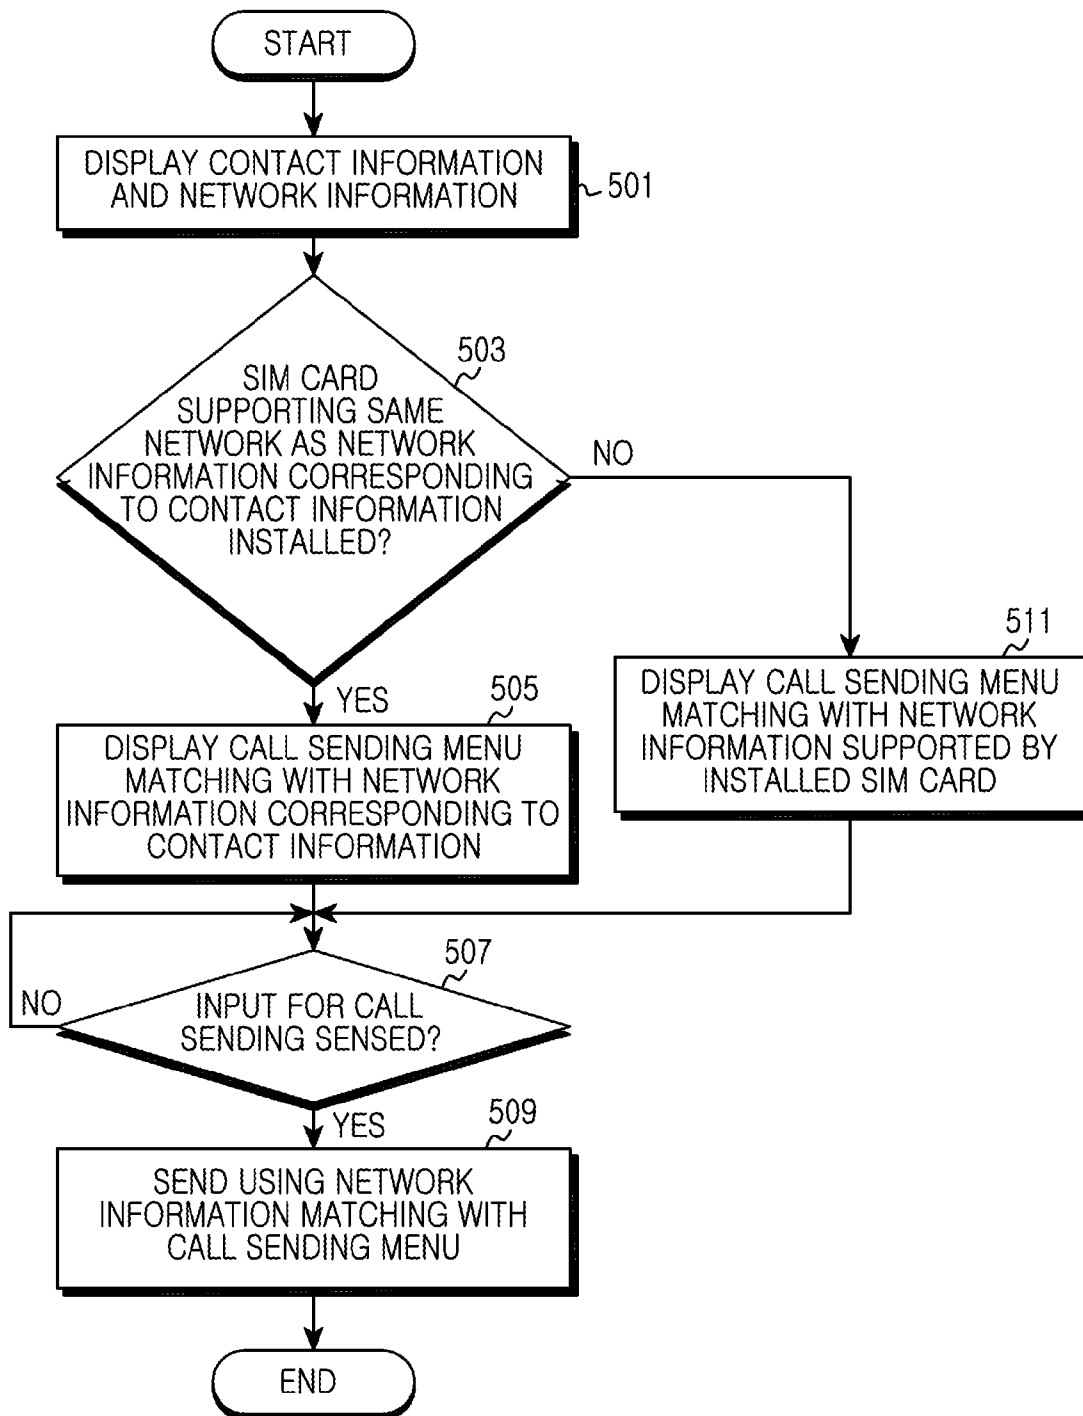 START
DISPLAY CONTACT INFORMATION
AND NETWORK INFORMATION
501
503
SIM CARD
SUPPORTING SAME
NETWORK AS NETWORK
INFORMATION CORRESPONDING
TO CONTACT INFORMATION
INSTALLED?
NO
YES
505
DISPLAY CALL SENDING MENU
MATCHING WITH NETWORK
INFORMATION CORRESPONDING TO
CONTACT INFORMATION
511
DISPLAY CALL SENDING MENU
MATCHING WITH NETWORK
INFORMATION SUPPORTED BY
INSTALLED SIM CARD
507
INPUT FOR CALL
SENDING SENSED?
NO
YES
509
SEND USING NETWORK
INFORMATION MATCHING WITH
CALL SENDING MENU
END